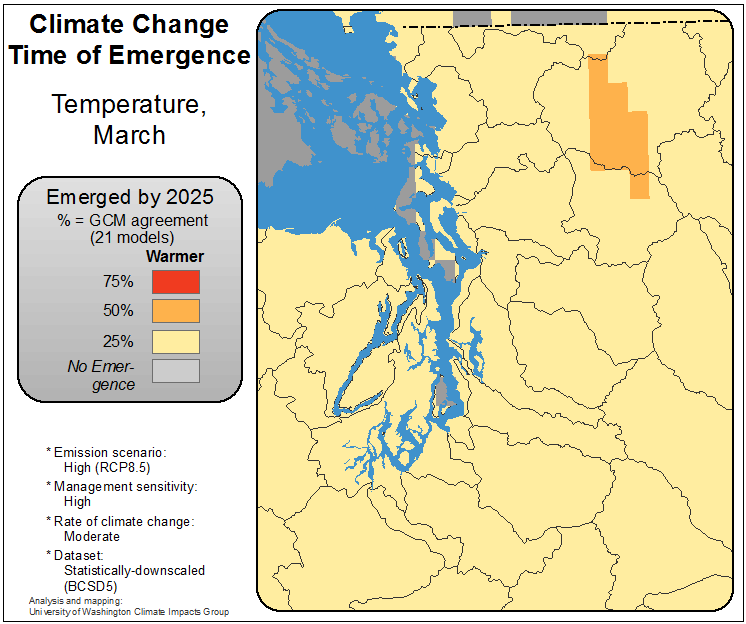 Climate Change
Time of Emergence
Temperature,
March
Emerged by 2025
% = GCM agreement
(21 models)
Warmer
75%
50%
25%
No Emer-
gence
* Emission scenario:
High (RCP8.5)
* Management sensitivity:
High
* Rate of climate change:
Moderate
* Dataset:
Statistically-downscaled
(BCSD5)
Analysis and mapping:
University of Washington Climate Impacts Group